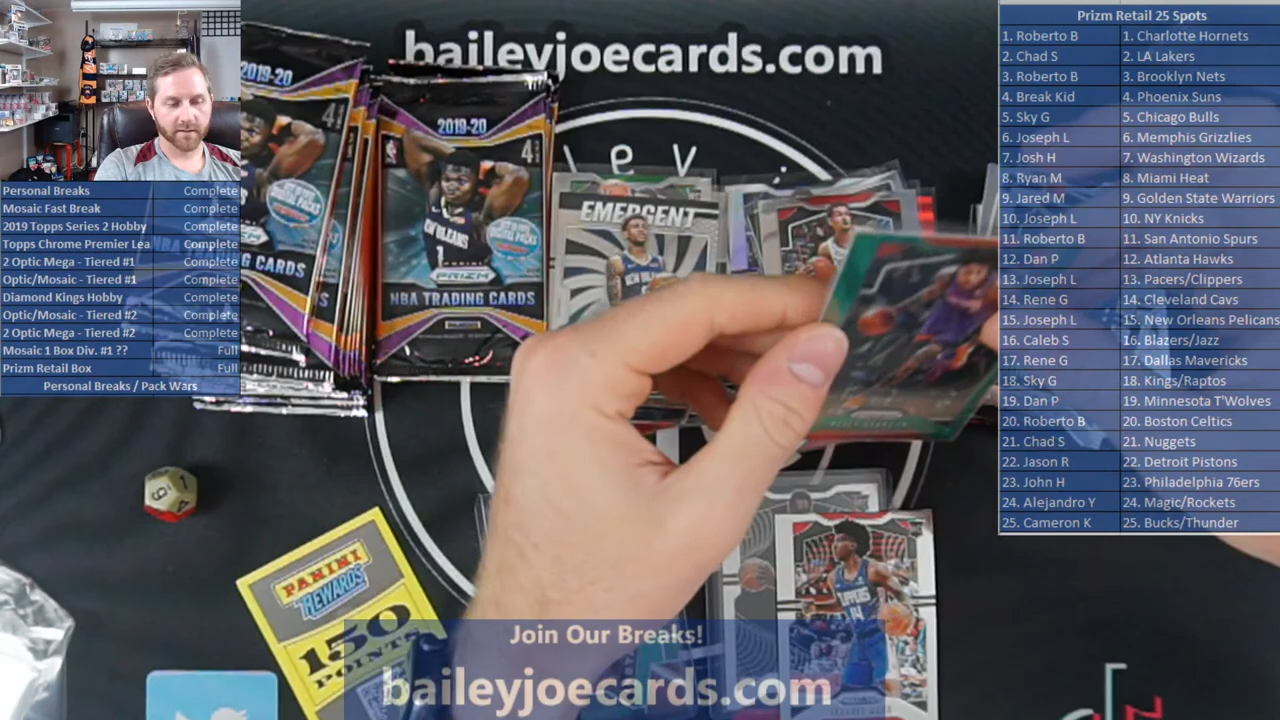 baileyjoecards.com
Personal Breaks Complete
Mosaic Fast Break Complete
2019 Topps Series 2 Hobby Complete
Topps Chrome Premier Lea Complete
2 Optic Mega - Tiered #1 Complete
Optic/Mosaic - Tiered #1 Complete
Diamond Kings Hobby Complete
Optic/Mosaic - Tiered #2 Complete
2 Optic Mega - Tiered #2 Complete
Mosaic 1 Box Div. #1 ?? Full
Prizm Retail Box Full
Personal Breaks / Pack Wars
2019-20
4
G CARDS
2019-20
4
NEW ORLEANS
1
PRIZM
NBA TRADING CARDS
l e v
EMERGENT
Prizm Retail 25 Spots
1. Roberto B 1. Charlotte Hornets
2. Chad S 2. LA Lakers
3. Roberto B 3. Brooklyn Nets
4. Break Kid 4. Phoenix Suns
5. Sky G 5. Chicago Bulls
6. Joseph L 6. Memphis Grizzlies
7. Josh H 7. Washington Wizards
8. Ryan M 8. Miami Heat
9. Jared M 9. Golden State Warriors
10. Joseph L 10. NY Knicks
11. Roberto B 11. San Antonio Spurs
12. Dan P 12. Atlanta Hawks
13. Joseph L 13. Pacers/Clippers
14. Rene G 14. Cleveland Cavs
15. Joseph L 15. New Orleans Pelicans
16. Caleb S 16. Blazers/Jazz
17. Rene G 17. Dallas Mavericks
18. Sky G 18. Kings/Raptos
19. Dan P 19. Minnesota T'Wolves
20. Roberto B 20. Boston Celtics
21. Chad S 21. Nuggets
22. Jason R 22. Detroit Pistons
23. John H 23. Philadelphia 76ers
24. Alejandro Y 24. Magic/Rockets
25. Cameron K 25. Bucks/Thunder
PANINI
REWARDS
150
POINTS
CLIPPERS
14
Join Our Breaks!
baileyjoecards.com